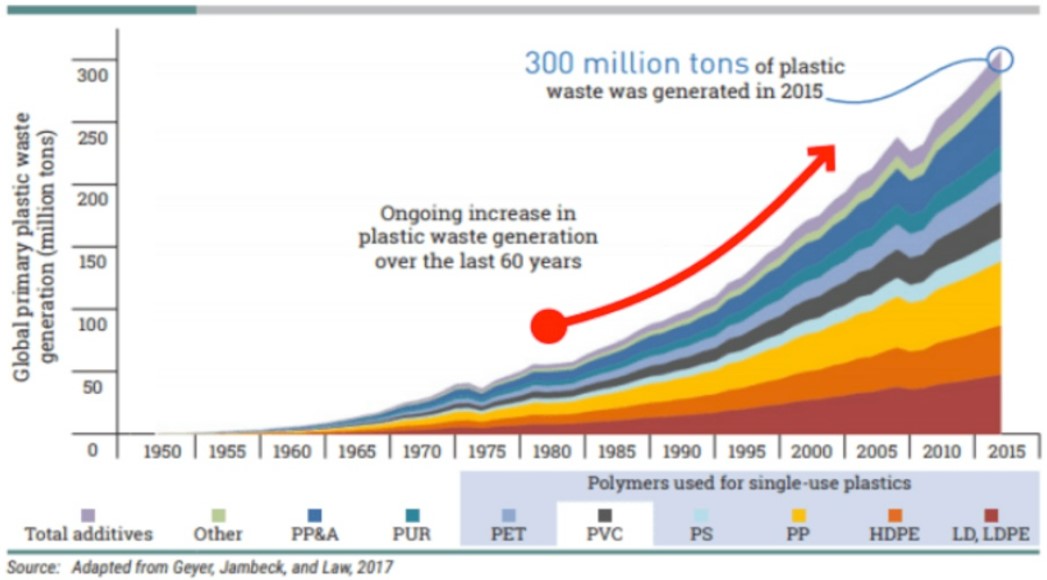 300 million tons of plastic
waste was generated in 2015
Ongoing increase in
plastic waste generation
over the last 60 years
Global primary plastic waste
generation (million tons)
300
250
200
150
100
50
0
1950 1955 1960 1965 1970 1975 1980 1985 1990 1995 2000 2005 2010 2015
Polymers used for single-use plastics
Total additives Other PP&A PUR PET PVC PS PP HDPE LD, LDPE
Source: Adapted from Geyer, Jambeck, and Law, 2017